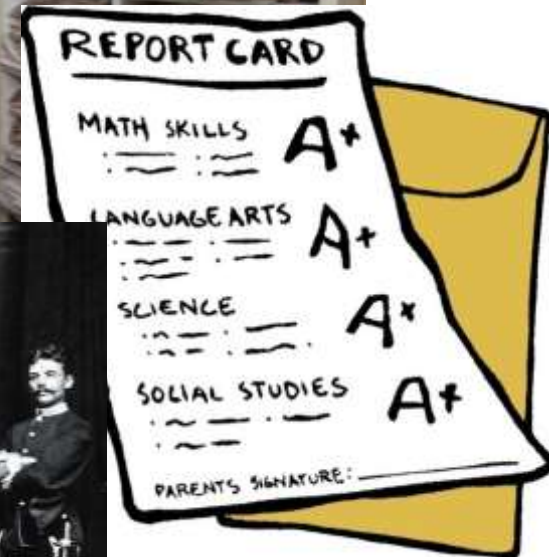 REPORT CARD
MATH SKILLS A+
LANGUAGE ARTS A+
SCIENCE A+
SOCIAL STUDIES A+
PARENTS SIGNATURE: